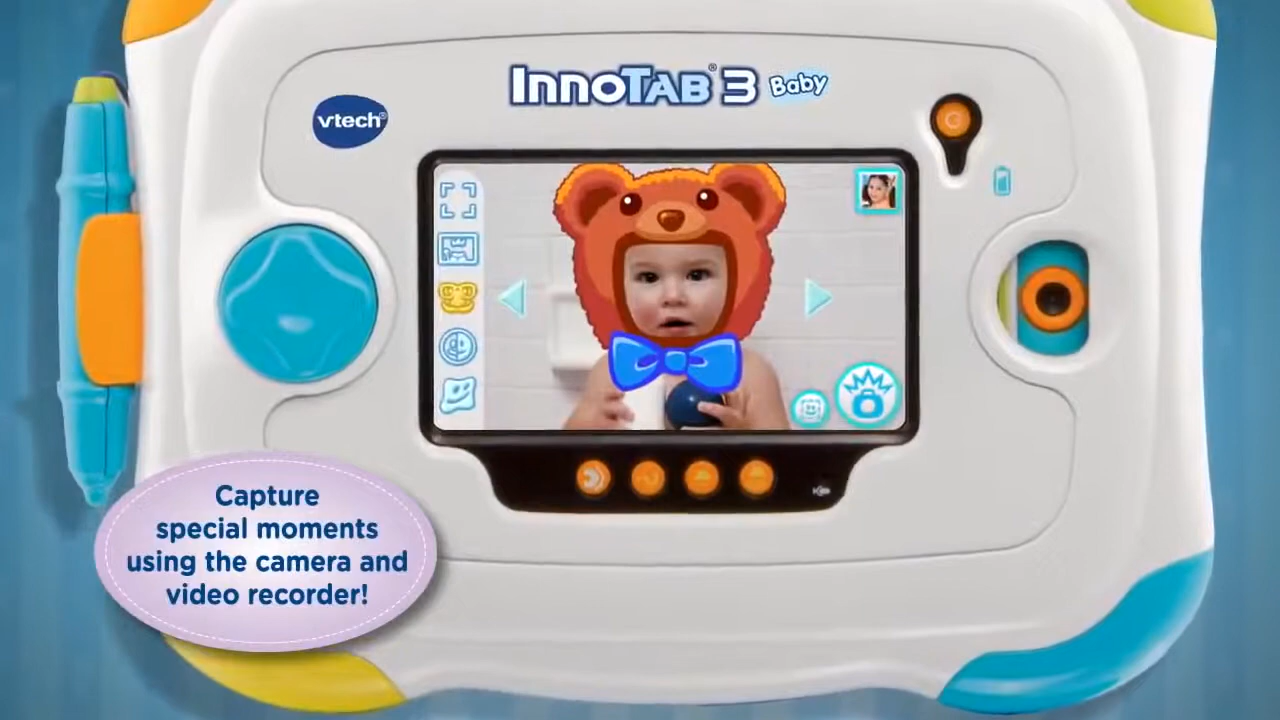 InnoTAB® 3 Baby
vtech®
Capture
special moments
using the camera and
video recorder!